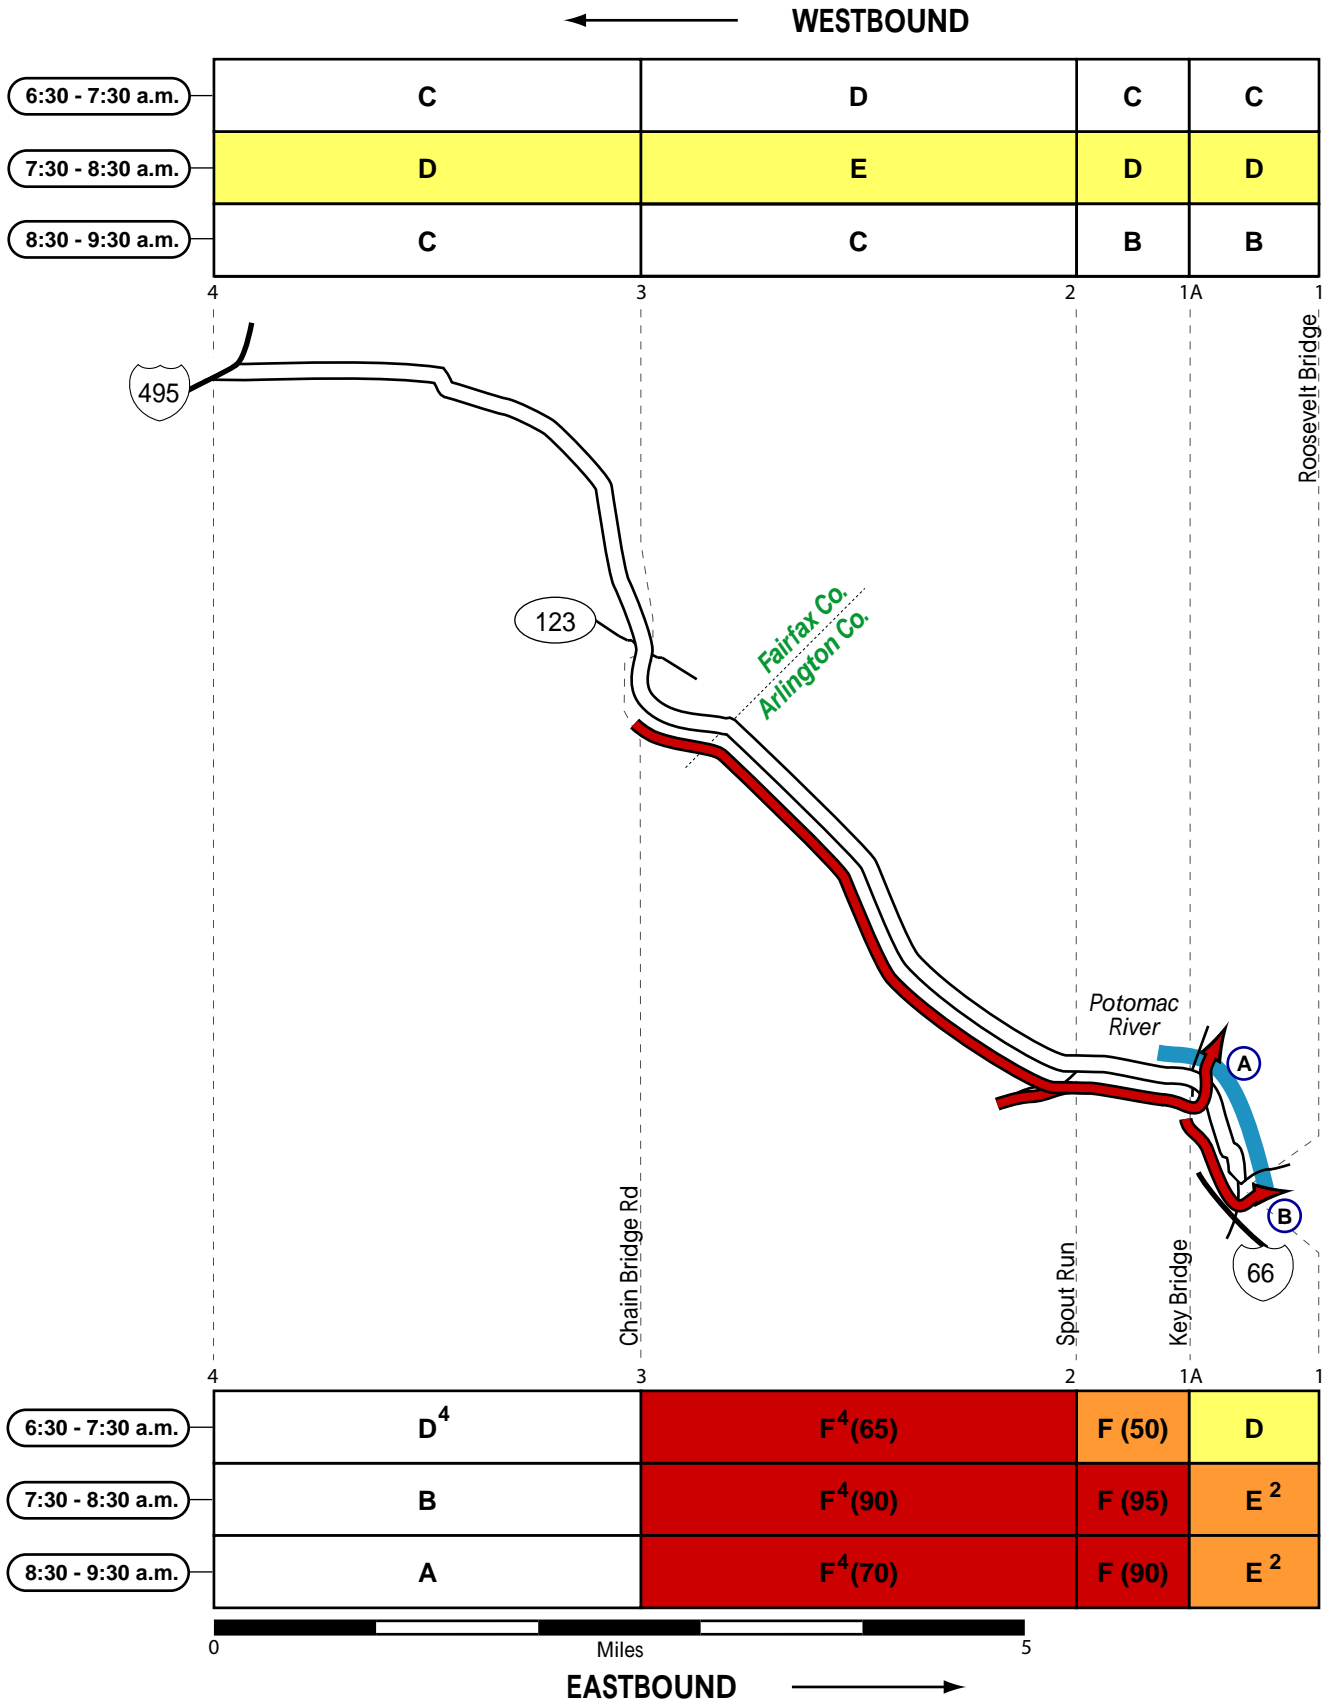 WESTBOUND
6:30 - 7:30 a.m. C D C C
7:30 - 8:30 a.m. D E D D
8:30 - 9:30 a.m. C C B B
4 3 2 1A 1
Roosevelt Bridge
495
123
Fairfax Co.
Arlington Co.
Potomac
River
A
B
66
Chain Bridge Rd
Spout Run
Key Bridge
4 3 2 1A 1
6:30 - 7:30 a.m. D⁴ F⁴(65) F (50) D
7:30 - 8:30 a.m. B F⁴(90) F (95) E ²
8:30 - 9:30 a.m. A F⁴(70) F (90) E ²
0 Miles 5
EASTBOUND